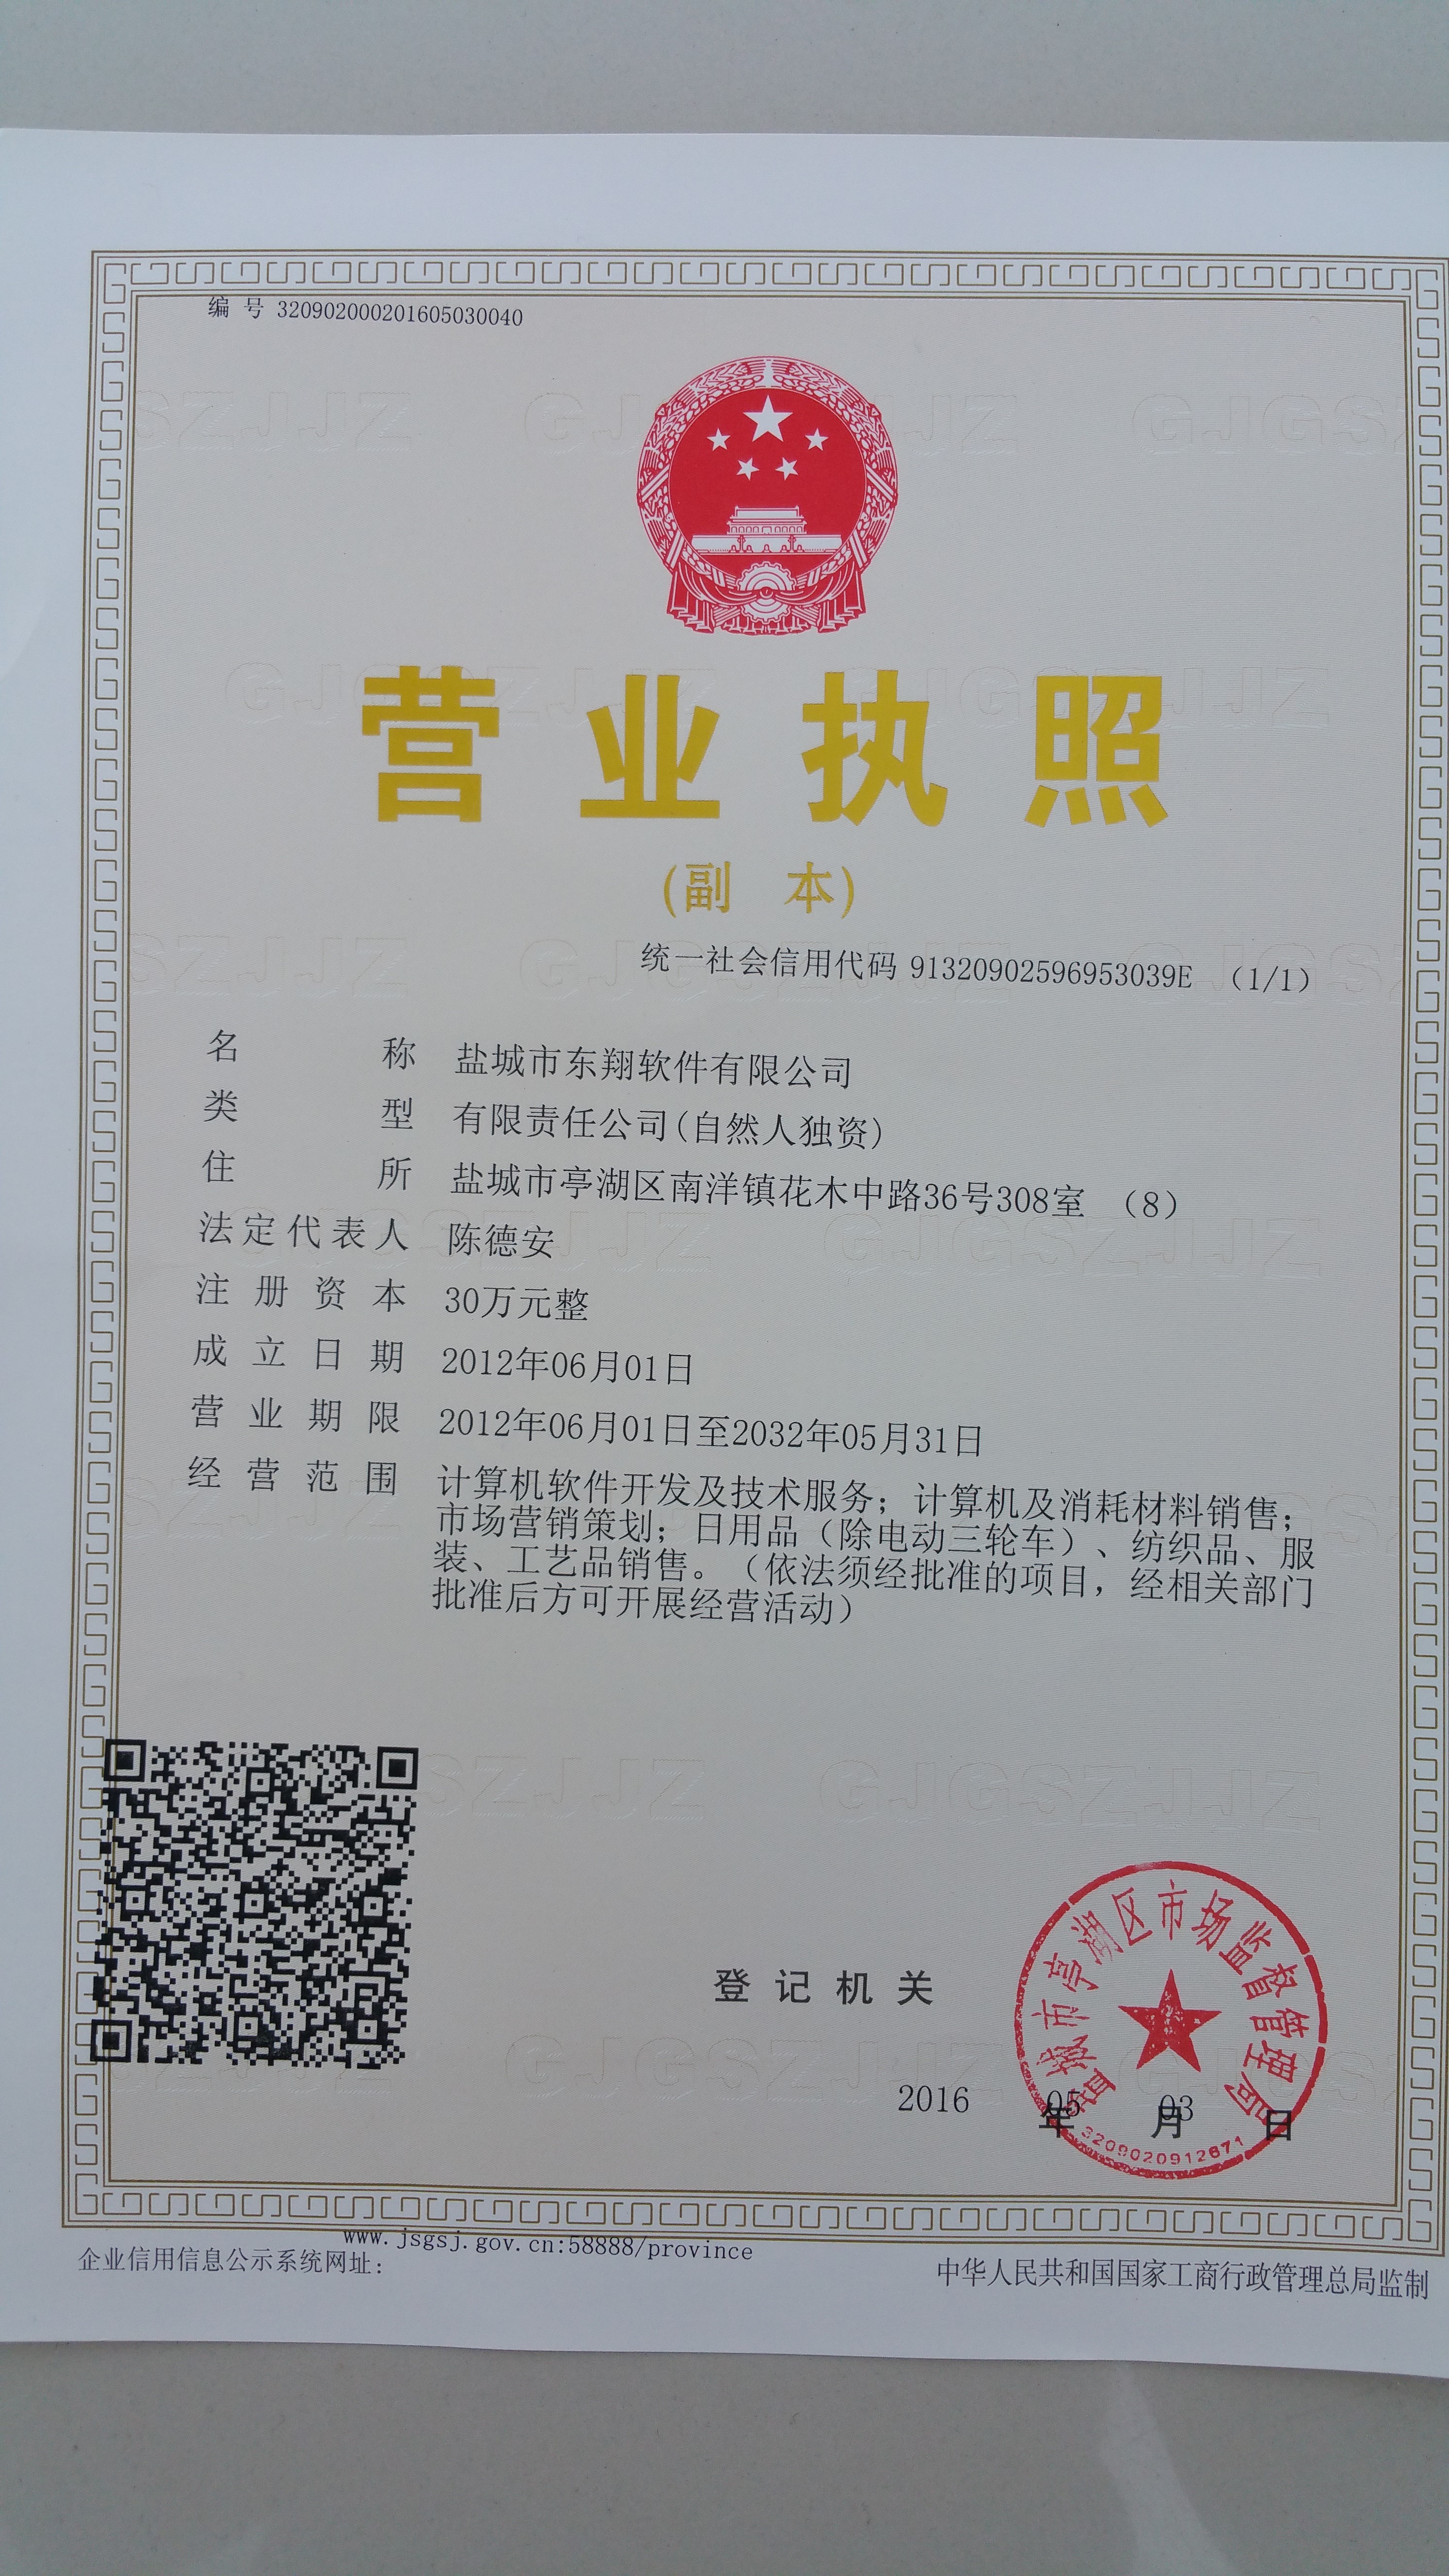 编 号 320902000201605030040
营业执照
(副 本)
统一社会信用代码 91320902596953039E （1/1）
名 称 盐城市东翔软件有限公司
类 型 有限责任公司(自然人独资)
住 所 盐城市亭湖区南洋镇花木中路36号308室 （8）
法定代表人 陈德安
注册资本 30万元整
成立日期 2012年06月01日
营业期限 2012年06月01日至2032年05月31日
经营范围 计算机软件开发及技术服务；计算机及消耗材料销售；
市场营销策划；日用品（除电动三轮车）、纺织品、服
装、工艺品销售。（依法须经批准的项目，经相关部门
批准后方可开展经营活动）
登记机关
盐城市亭湖区市场监督管理局
2016年05月03日
3209020912671
www.jsgsj.gov.cn:58888/province
企业信用信息公示系统网址：
中华人民共和国国家工商行政管理总局监制
GJGSZJJZ